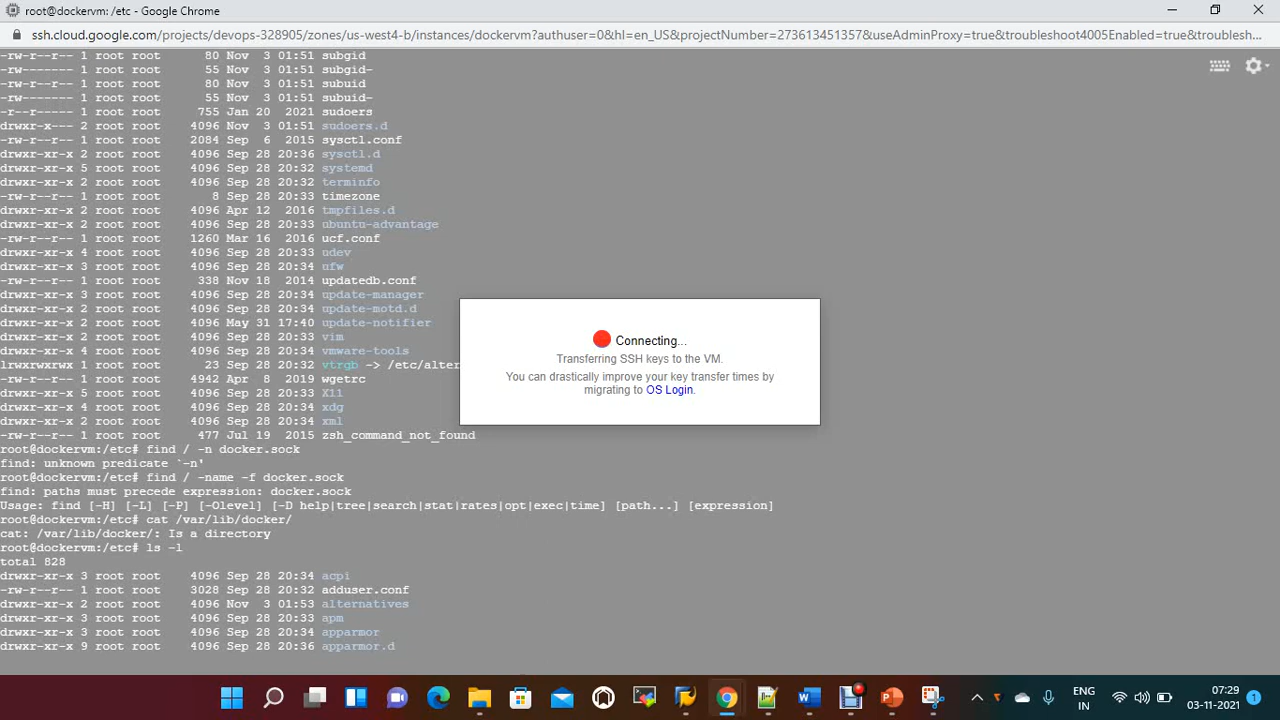 root@dockervm: /etc - Google Chrome
ssh.cloud.google.com/projects/devops-328905/zones/us-west4-b/instances/dockervm?authuser=0&hl=en_US&projectNumber=273613451357&useAdminProxy=true&troubleshoot4005Enabled=true&troublesh...
-rw-r--r-- 1 root root 80 Nov 3 01:51 subgid
-rw------- 1 root root 55 Nov 3 01:51 subgid-
-rw-r--r-- 1 root root 80 Nov 3 01:51 subuid
-rw------- 1 root root 55 Nov 3 01:51 subuid-
-r--r----- 1 root root 755 Jan 20 2021 sudoers
drwxr-x--- 2 root root 4096 Nov 3 01:51 sudoers.d
-rw-r--r-- 1 root root 2084 Sep 6 2015 sysctl.conf
drwxr-xr-x 2 root root 4096 Sep 28 20:36 sysctl.d
drwxr-xr-x 5 root root 4096 Sep 28 20:32 systemd
drwxr-xr-x 2 root root 4096 Sep 28 20:32 terminfo
-rw-r--r-- 1 root root 8 Sep 28 20:33 timezone
drwxr-xr-x 2 root root 4096 Apr 12 2016 tmpfiles.d
drwxr-xr-x 2 root root 4096 Sep 28 20:33 ubuntu-advantage
-rw-r--r-- 1 root root 1260 Mar 16 2016 ucf.conf
drwxr-xr-x 4 root root 4096 Sep 28 20:33 udev
drwxr-xr-x 3 root root 4096 Sep 28 20:34 ufw
-rw-r--r-- 1 root root 338 Nov 18 2014 updatedb.conf
drwxr-xr-x 3 root root 4096 Sep 28 20:34 update-manager
drwxr-xr-x 2 root root 4096 Sep 28 20:34 update-motd.d
drwxr-xr-x 2 root root 4096 May 31 17:40 update-notifier
drwxr-xr-x 2 root root 4096 Sep 28 20:33 vim
drwxr-xr-x 4 root root 4096 Sep 28 20:34 vmware-tools
lrwxrwxrwx 1 root root 23 Sep 28 20:32 vtrgb -> /etc/alter
-rw-r--r-- 1 root root 4942 Apr 8 2019 wgetrc
drwxr-xr-x 5 root root 4096 Sep 28 20:33 X11
drwxr-xr-x 4 root root 4096 Sep 28 20:33 xdg
drwxr-xr-x 2 root root 4096 Sep 28 20:33 xml
-rw-r--r-- 1 root root 477 Jul 19 2015 zsh_command_not_found
root@dockervm:/etc# find / -n docker.sock
find: unknown predicate `-n'
root@dockervm:/etc# find / -name -f docker.sock
find: paths must precede expression: docker.sock
Usage: find [-H] [-L] [-P] [-Olevel] [-D help|tree|search|stat|rates|opt|exec|time] [path...] [expression]
root@dockervm:/etc# cat /var/lib/docker/
cat: /var/lib/docker/: Is a directory
root@dockervm:/etc# ls -l
total 828
drwxr-xr-x 3 root root 4096 Sep 28 20:34 acpi
-rw-r--r-- 1 root root 3028 Sep 28 20:32 adduser.conf
drwxr-xr-x 2 root root 4096 Nov 3 01:53 alternatives
drwxr-xr-x 3 root root 4096 Sep 28 20:33 apm
drwxr-xr-x 3 root root 4096 Sep 28 20:34 apparmor
drwxr-xr-x 9 root root 4096 Sep 28 20:36 apparmor.d
Connecting...
Transferring SSH keys to the VM.
You can drastically improve your key transfer times by
migrating to OS Login.
ENG
IN
07:29
03-11-2021
1